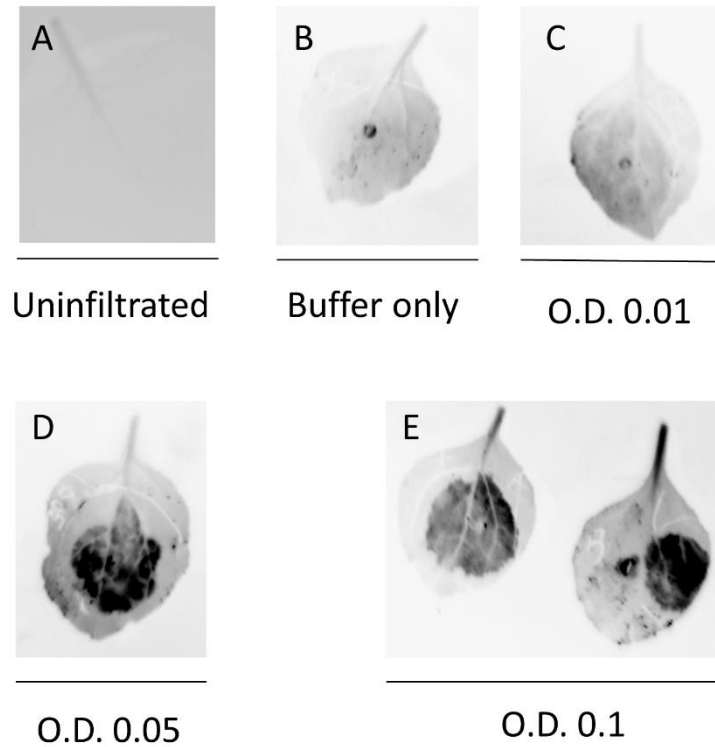 A
B
C
Uninfiltrated
Buffer only
O.D. 0.01
D
E
O.D. 0.05
O.D. 0.1